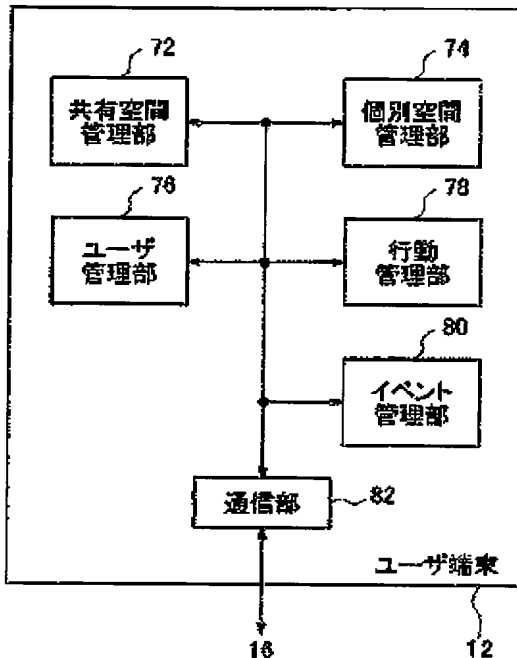 72
74
共有空間
管理部
個別空間
管理部
76
78
ユーザ
管理部
行動
管理部
80
イベント
管理部
通信部
82
ユーザ端末
12
16